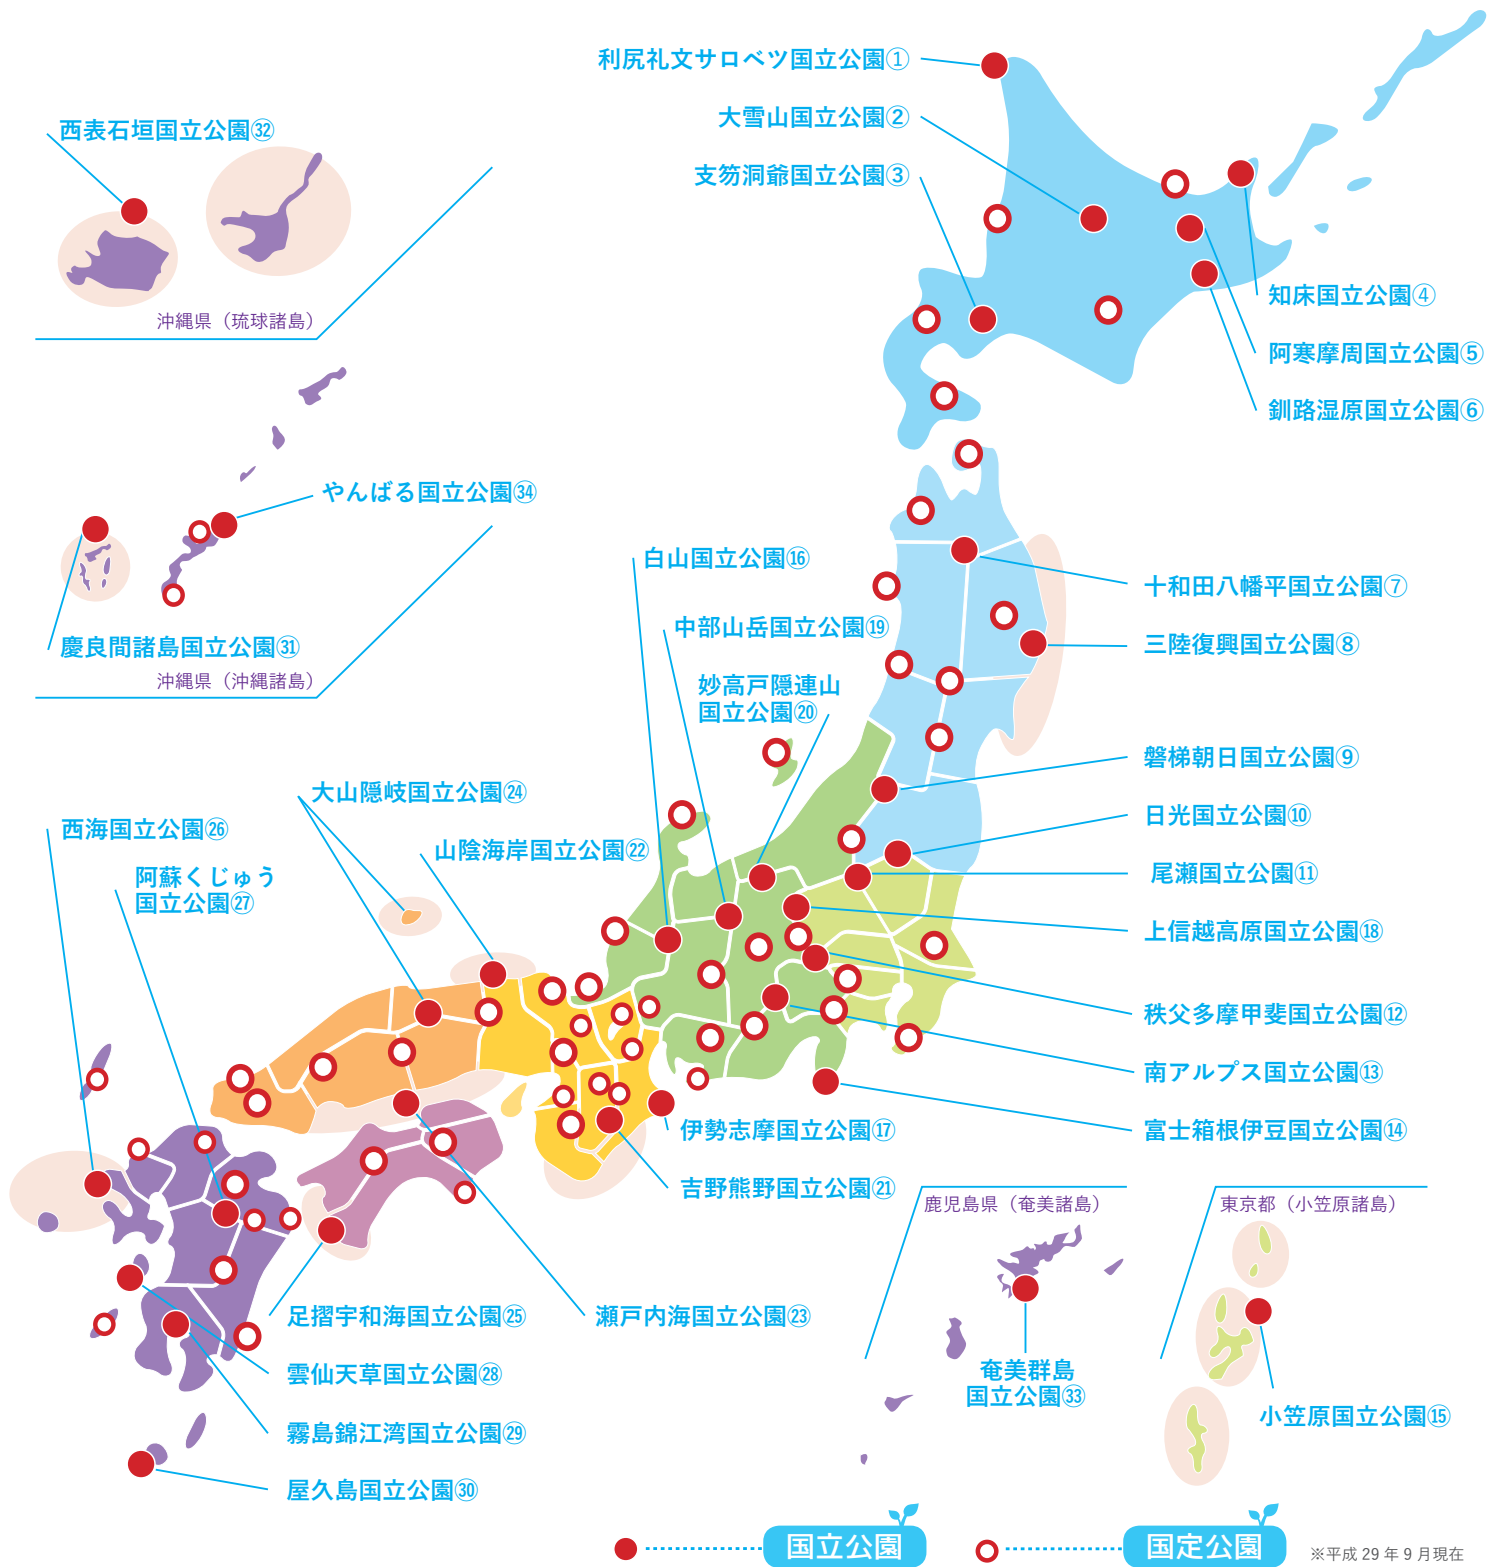 利尻礼文サロベツ国立公園①
大雪山国立公園②
支笏洞爺国立公園③
西表石垣国立公園㉜
沖縄県（琉球諸島）
知床国立公園④
阿寒摩周国立公園⑤
釧路湿原国立公園⑥
やんばる国立公園㉞
慶良間諸島国立公園㉛
沖縄県（沖縄諸島）
白山国立公園⑯
中部山岳国立公園⑲
妙高戸隠連山
国立公園⑳
十和田八幡平国立公園⑦
三陸復興国立公園⑧
磐梯朝日国立公園⑨
日光国立公園⑩
尾瀬国立公園⑪
上信越高原国立公園⑱
秩父多摩甲斐国立公園⑫
南アルプス国立公園⑬
富士箱根伊豆国立公園⑭
大山隠岐国立公園㉔
西海国立公園㉖
山陰海岸国立公園㉒
阿蘇くじゅう
国立公園㉗
伊勢志摩国立公園⑰
吉野熊野国立公園㉑
鹿児島県（奄美諸島）
東京都（小笠原諸島）
足摺宇和海国立公園㉕
瀬戸内海国立公園㉓
雲仙天草国立公園㉘
奄美群島
国立公園㉝
小笠原国立公園⑮
霧島錦江湾国立公園㉙
屋久島国立公園㉚
国立公園
国定公園
※平成 29 年 9 月現在